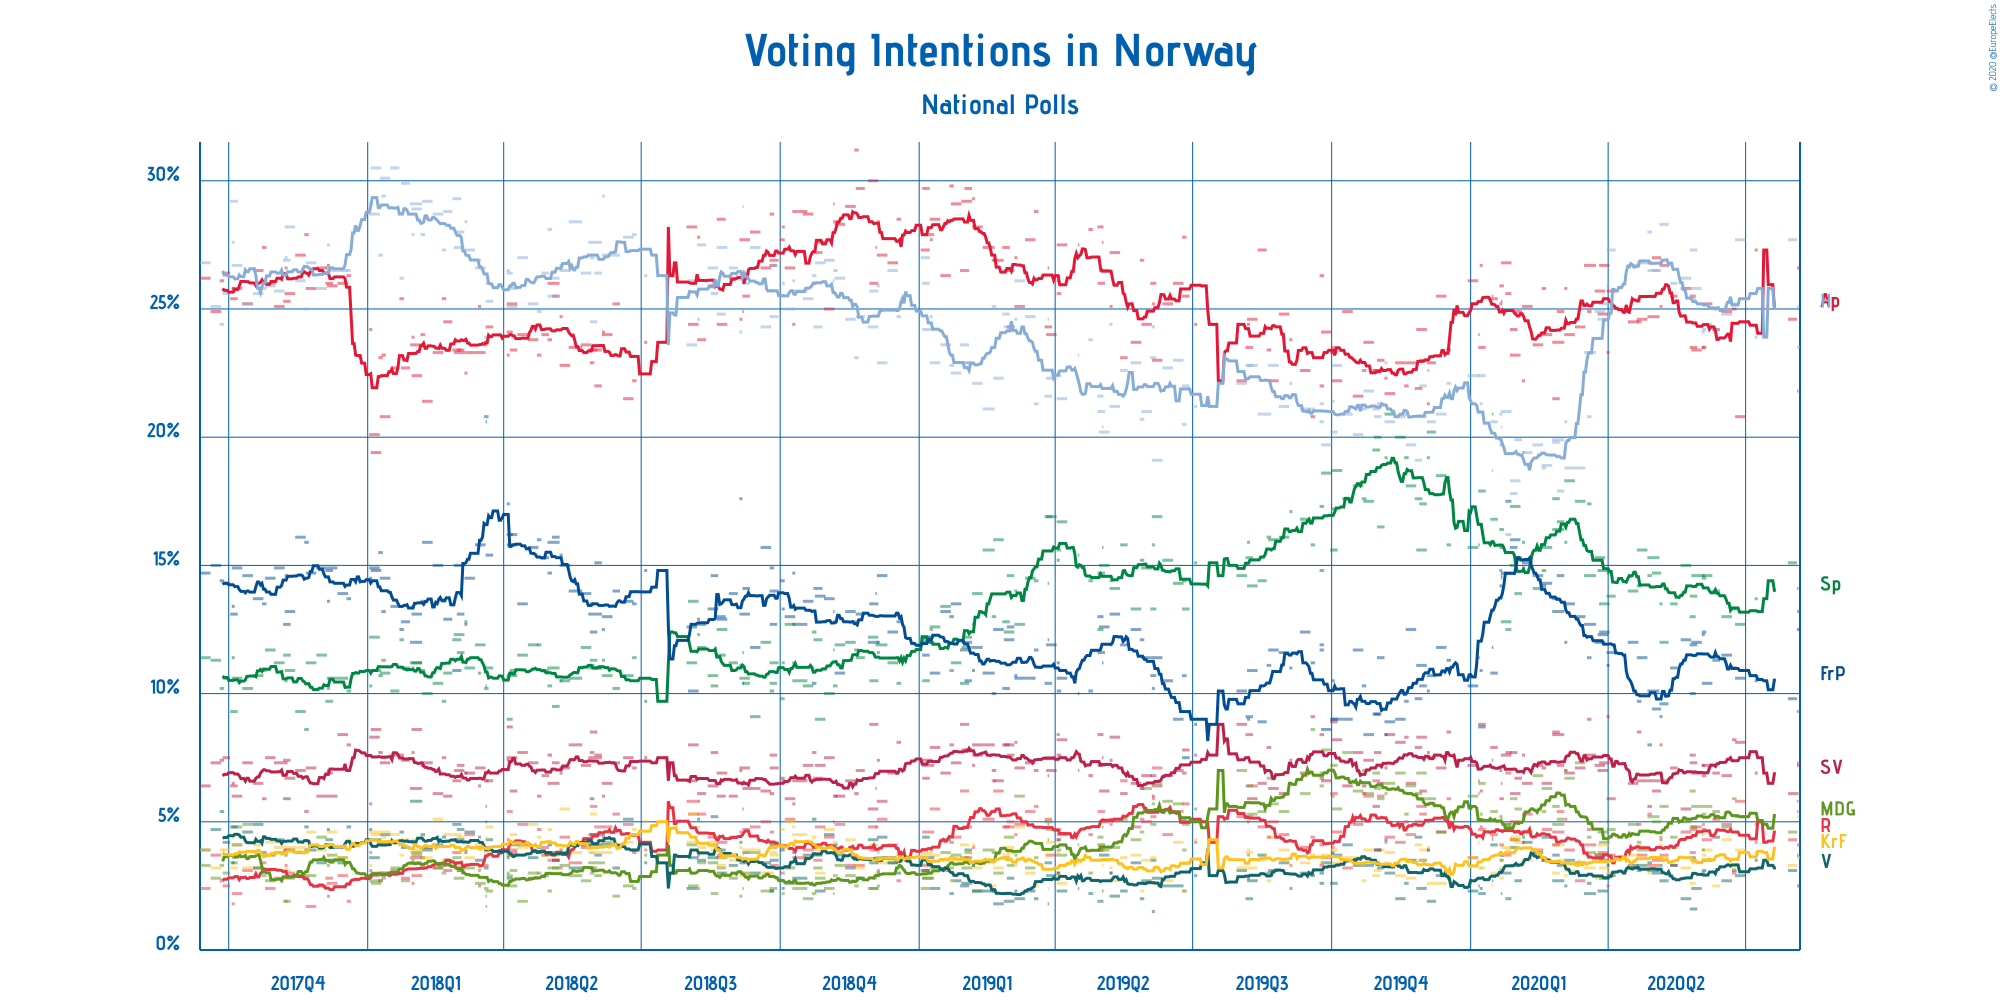 Voting Intentions in Norway
National Polls
© 2020 @EuropeElects
30%
25%
20%
15%
10%
5%
0%
Ap
Sp
FrP
SV
MDG
R
KrF
V
2017Q4 2018Q1 2018Q2 2018Q3 2018Q4 2019Q1 2019Q2 2019Q3 2019Q4 2020Q1 2020Q2